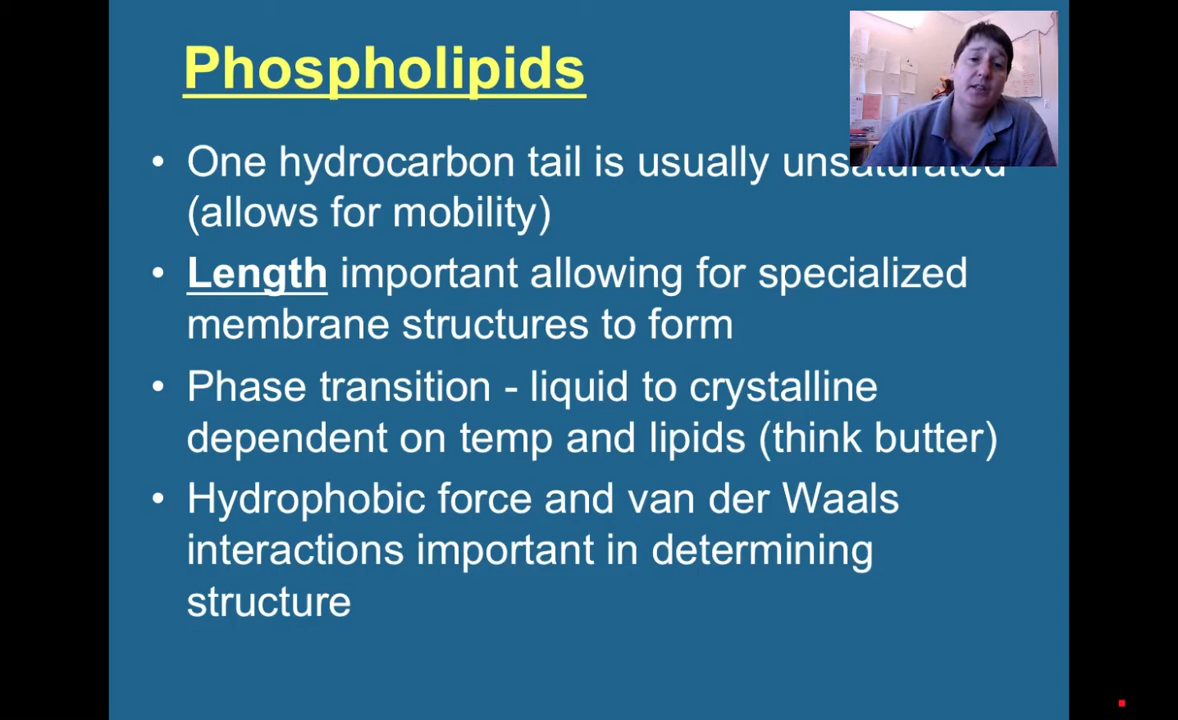 Phospholipids
• One hydrocarbon tail is usually unsaturated
(allows for mobility)
• Length important allowing for specialized
membrane structures to form
• Phase transition - liquid to crystalline
dependent on temp and lipids (think butter)
• Hydrophobic force and van der Waals
interactions important in determining
structure